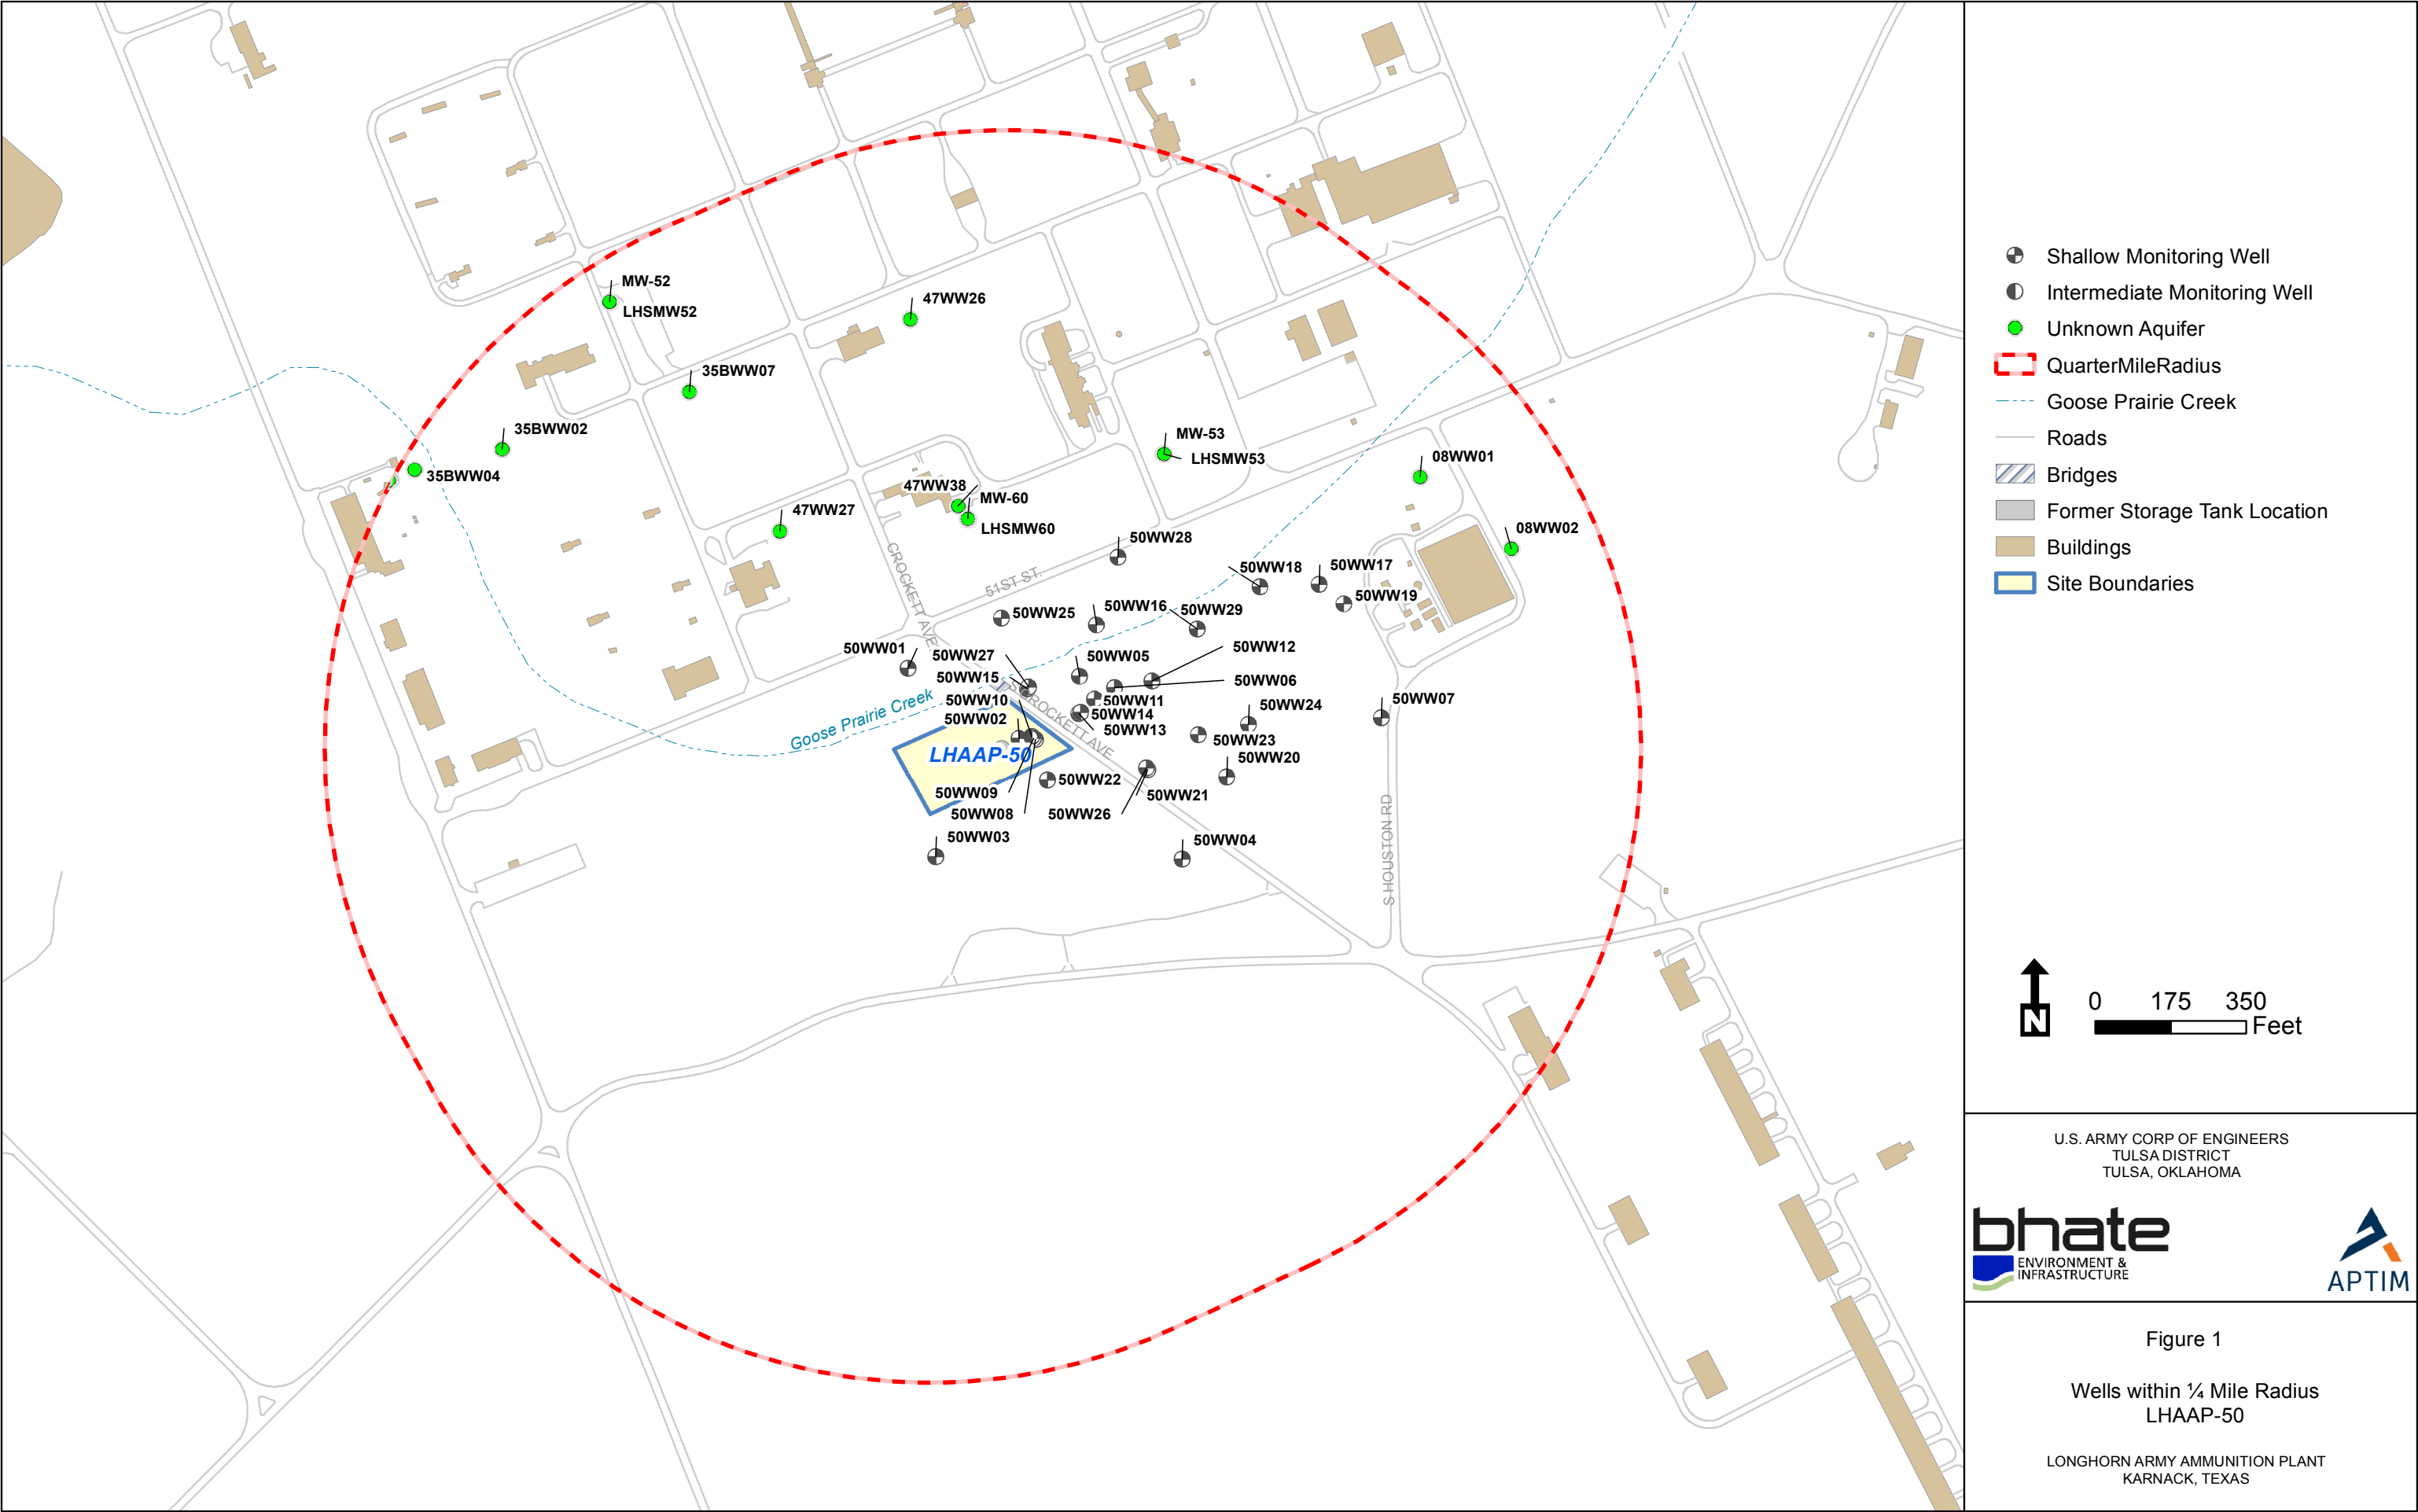 MW-52
LHSMW52
47WW26
35BWW07
35BWW02
35BWW04
MW-53
LHSMW53
08WW01
47WW38
MW-60
LHSMW60
47WW27
08WW02
50WW28
CROCKETT AVE
51ST ST.
50WW18
50WW17
50WW19
50WW25
50WW16
50WW29
50WW01
50WW27
50WW05
50WW12
50WW15
50WW06
50WW10
50WW11
50WW07
50WW02
50WW14
50WW24
50WW13
50WW23
Goose Prairie Creek
S CROCKETT AVE
LHAAP-50
50WW20
50WW22
50WW09
50WW21
50WW08
50WW26
50WW03
50WW04
S HOUSTON RD
Shallow Monitoring Well
Intermediate Monitoring Well
Unknown Aquifer
QuarterMileRadius
Goose Prairie Creek
Roads
Bridges
Former Storage Tank Location
Buildings
Site Boundaries
N
0 175 350
Feet
U.S. ARMY CORP OF ENGINEERS
TULSA DISTRICT
TULSA, OKLAHOMA
bhate
ENVIRONMENT &
INFRASTRUCTURE
APTIM
Figure 1
Wells within ¼ Mile Radius
LHAAP-50
LONGHORN ARMY AMMUNITION PLANT
KARNACK, TEXAS